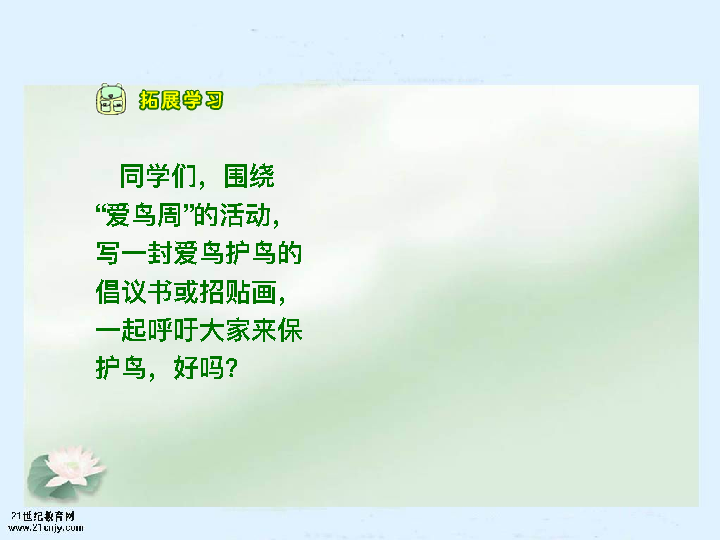 拓展学习
同学们，围绕
“爱鸟周”的活动，
写一封爱鸟护鸟的
倡议书或招贴画，
一起呼吁大家来保
护鸟，好吗？
21世纪教育网
www.21cnjy.com